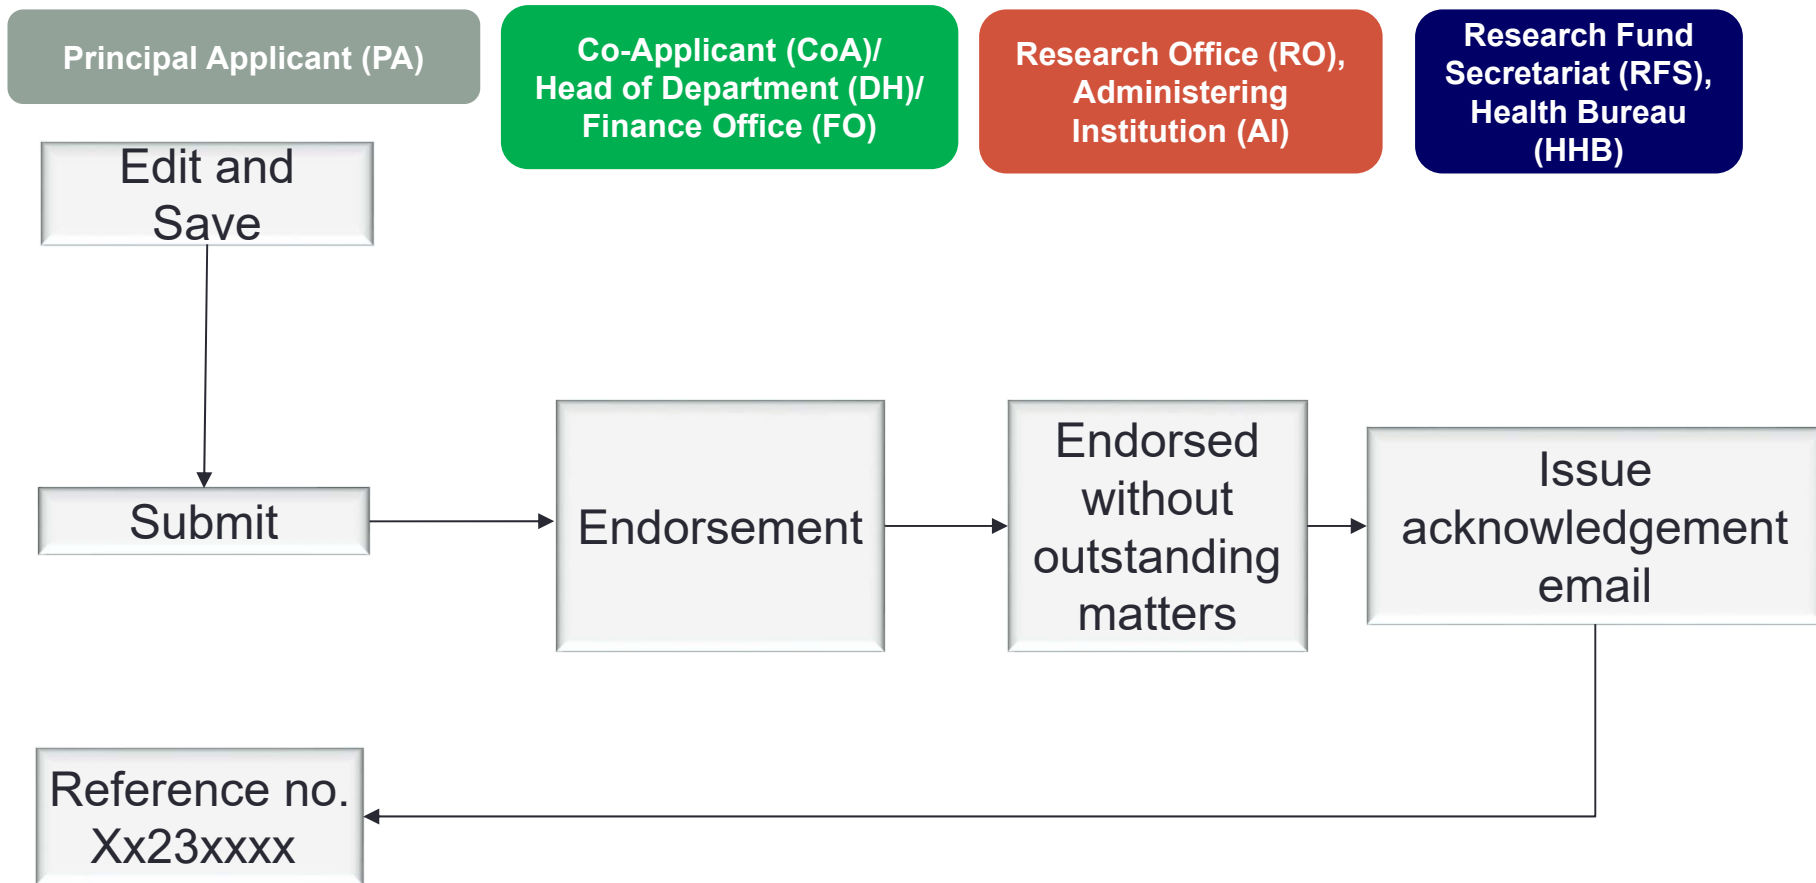 Principal Applicant (PA)
Co-Applicant (CoA)/
Head of Department (DH)/
Finance Office (FO)
Research Office (RO),
Administering
Institution (AI)
Research Fund
Secretariat (RFS),
Health Bureau
(HHB)
Edit and
Save
Submit
Endorsement
Endorsed
without
outstanding
matters
Issue
acknowledgement
email
Reference no.
Xx23xxxx